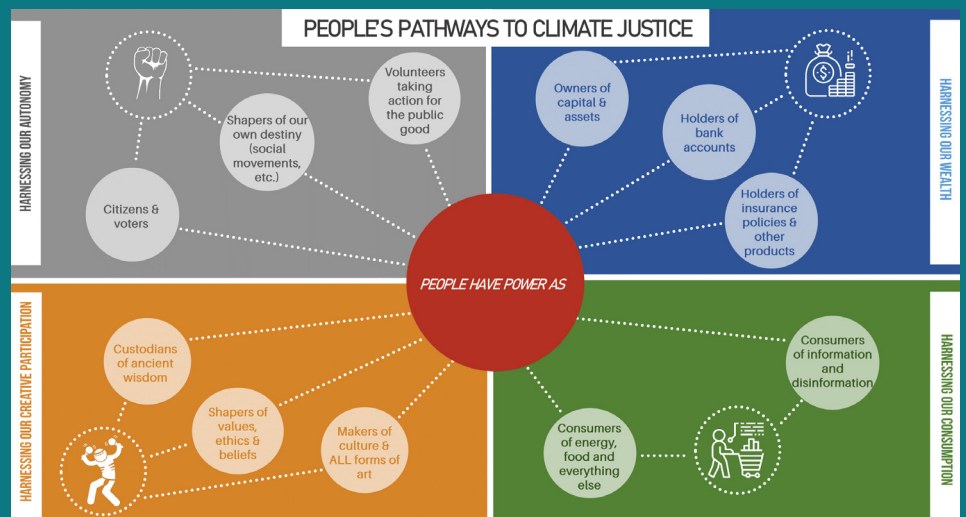 PEOPLE'S PATHWAYS TO CLIMATE JUSTICE
HARNESSING OUR AUTONOMY
Volunteers
taking
action for
the public
good
Shapers of our
own destiny
(social
movements,
etc.)
Citizens &
voters
HARNESSING OUR WEALTH
Owners of
capital &
assets
Holders of
bank
accounts
Holders of
insurance
policies &
other
products
$
PEOPLE HAVE POWER AS
HARNESSING OUR CREATIVE PARTICIPATION
Custodians
of ancient
wisdom
Shapers of
values,
ethics &
beliefs
Makers of
culture &
ALL forms of
art
HARNESSING OUR CONSUMPTION
Consumers
of information
and
disinformation
Consumers
of energy,
food and
everything
else